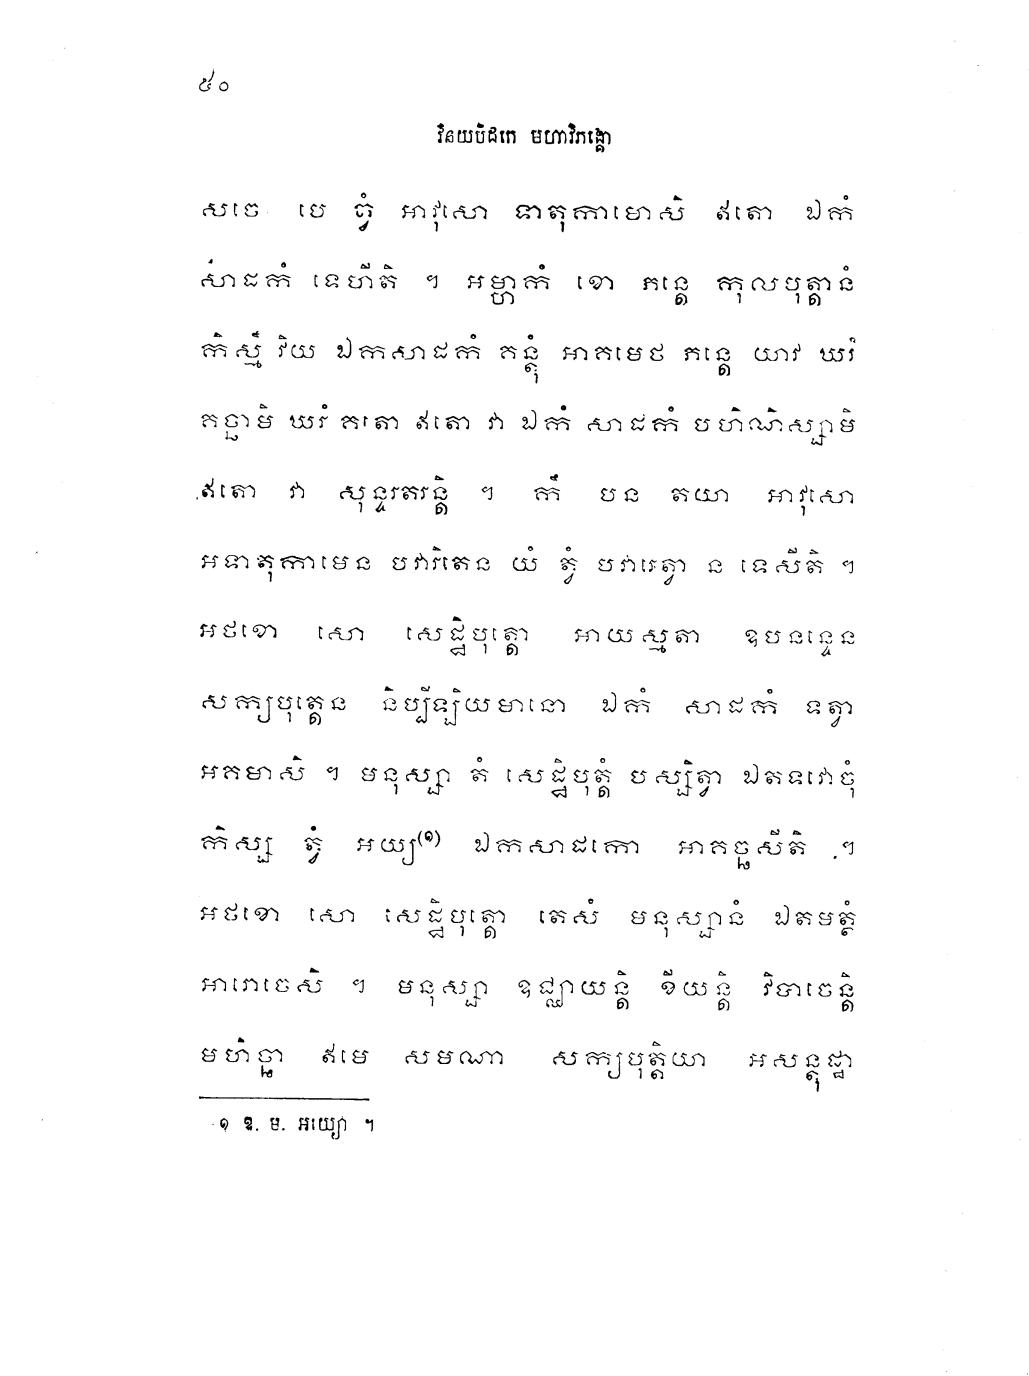 ៥០
វិនយបិដកេ មហាវិភង្គោ
សចេ មេ ត្វំ អាវុសោ ទាតុកាមោសិ ឥតោ ឯកំ
សាដកំ ទេហីតិ ។ អម្ហាកំ ខោ ភន្តេ កុលបុត្តានំ
កិស្មិំ វិយ ឯកសាដកំ គន្តុំ អាគមេថ ភន្តេ យាវ ឃរំ
គច្ឆាមិ ឃរំ គតោ ឥតោ វា ឯកំ សាដកំ បហិណិស្សាមិ
ឥតោ វា សុន្ទរតរន្តិ ។ កឹ បន តយា អាវុសោ
អទាតុកាមេន បវារិតេន យំ ត្វំ បវារេត្វា ន ទេសីតិ ។
អថខោ សោ សេដ្ឋិបុត្តោ អាយស្មតា ឧបនន្ទេន
សក្យបុត្តេន និប្បីឡិយមានោ ឯកំ សាដកំ ទត្វា
អគមាសិ ។ មនុស្សា តំ សេដ្ឋិបុត្តំ បស្សិត្វា ឯតទវោចុំ
កិស្ស ត្វំ អយ្យ(១) ឯកសាដកោ អាគច្ឆសីតិ ។
អថខោ សោ សេដ្ឋិបុត្តោ តេសំ មនុស្សានំ ឯតមត្ថំ
អារោចេសិ ។ មនុស្សា ឧជ្ឈាយន្តិ ខីយន្តិ វិបាចេន្តិ
មហិច្ឆា ឥមេ សមណា សក្យបុត្តិយា អសន្តុដ្ឋា
១ ឱ. ម. អយ្យោ ។